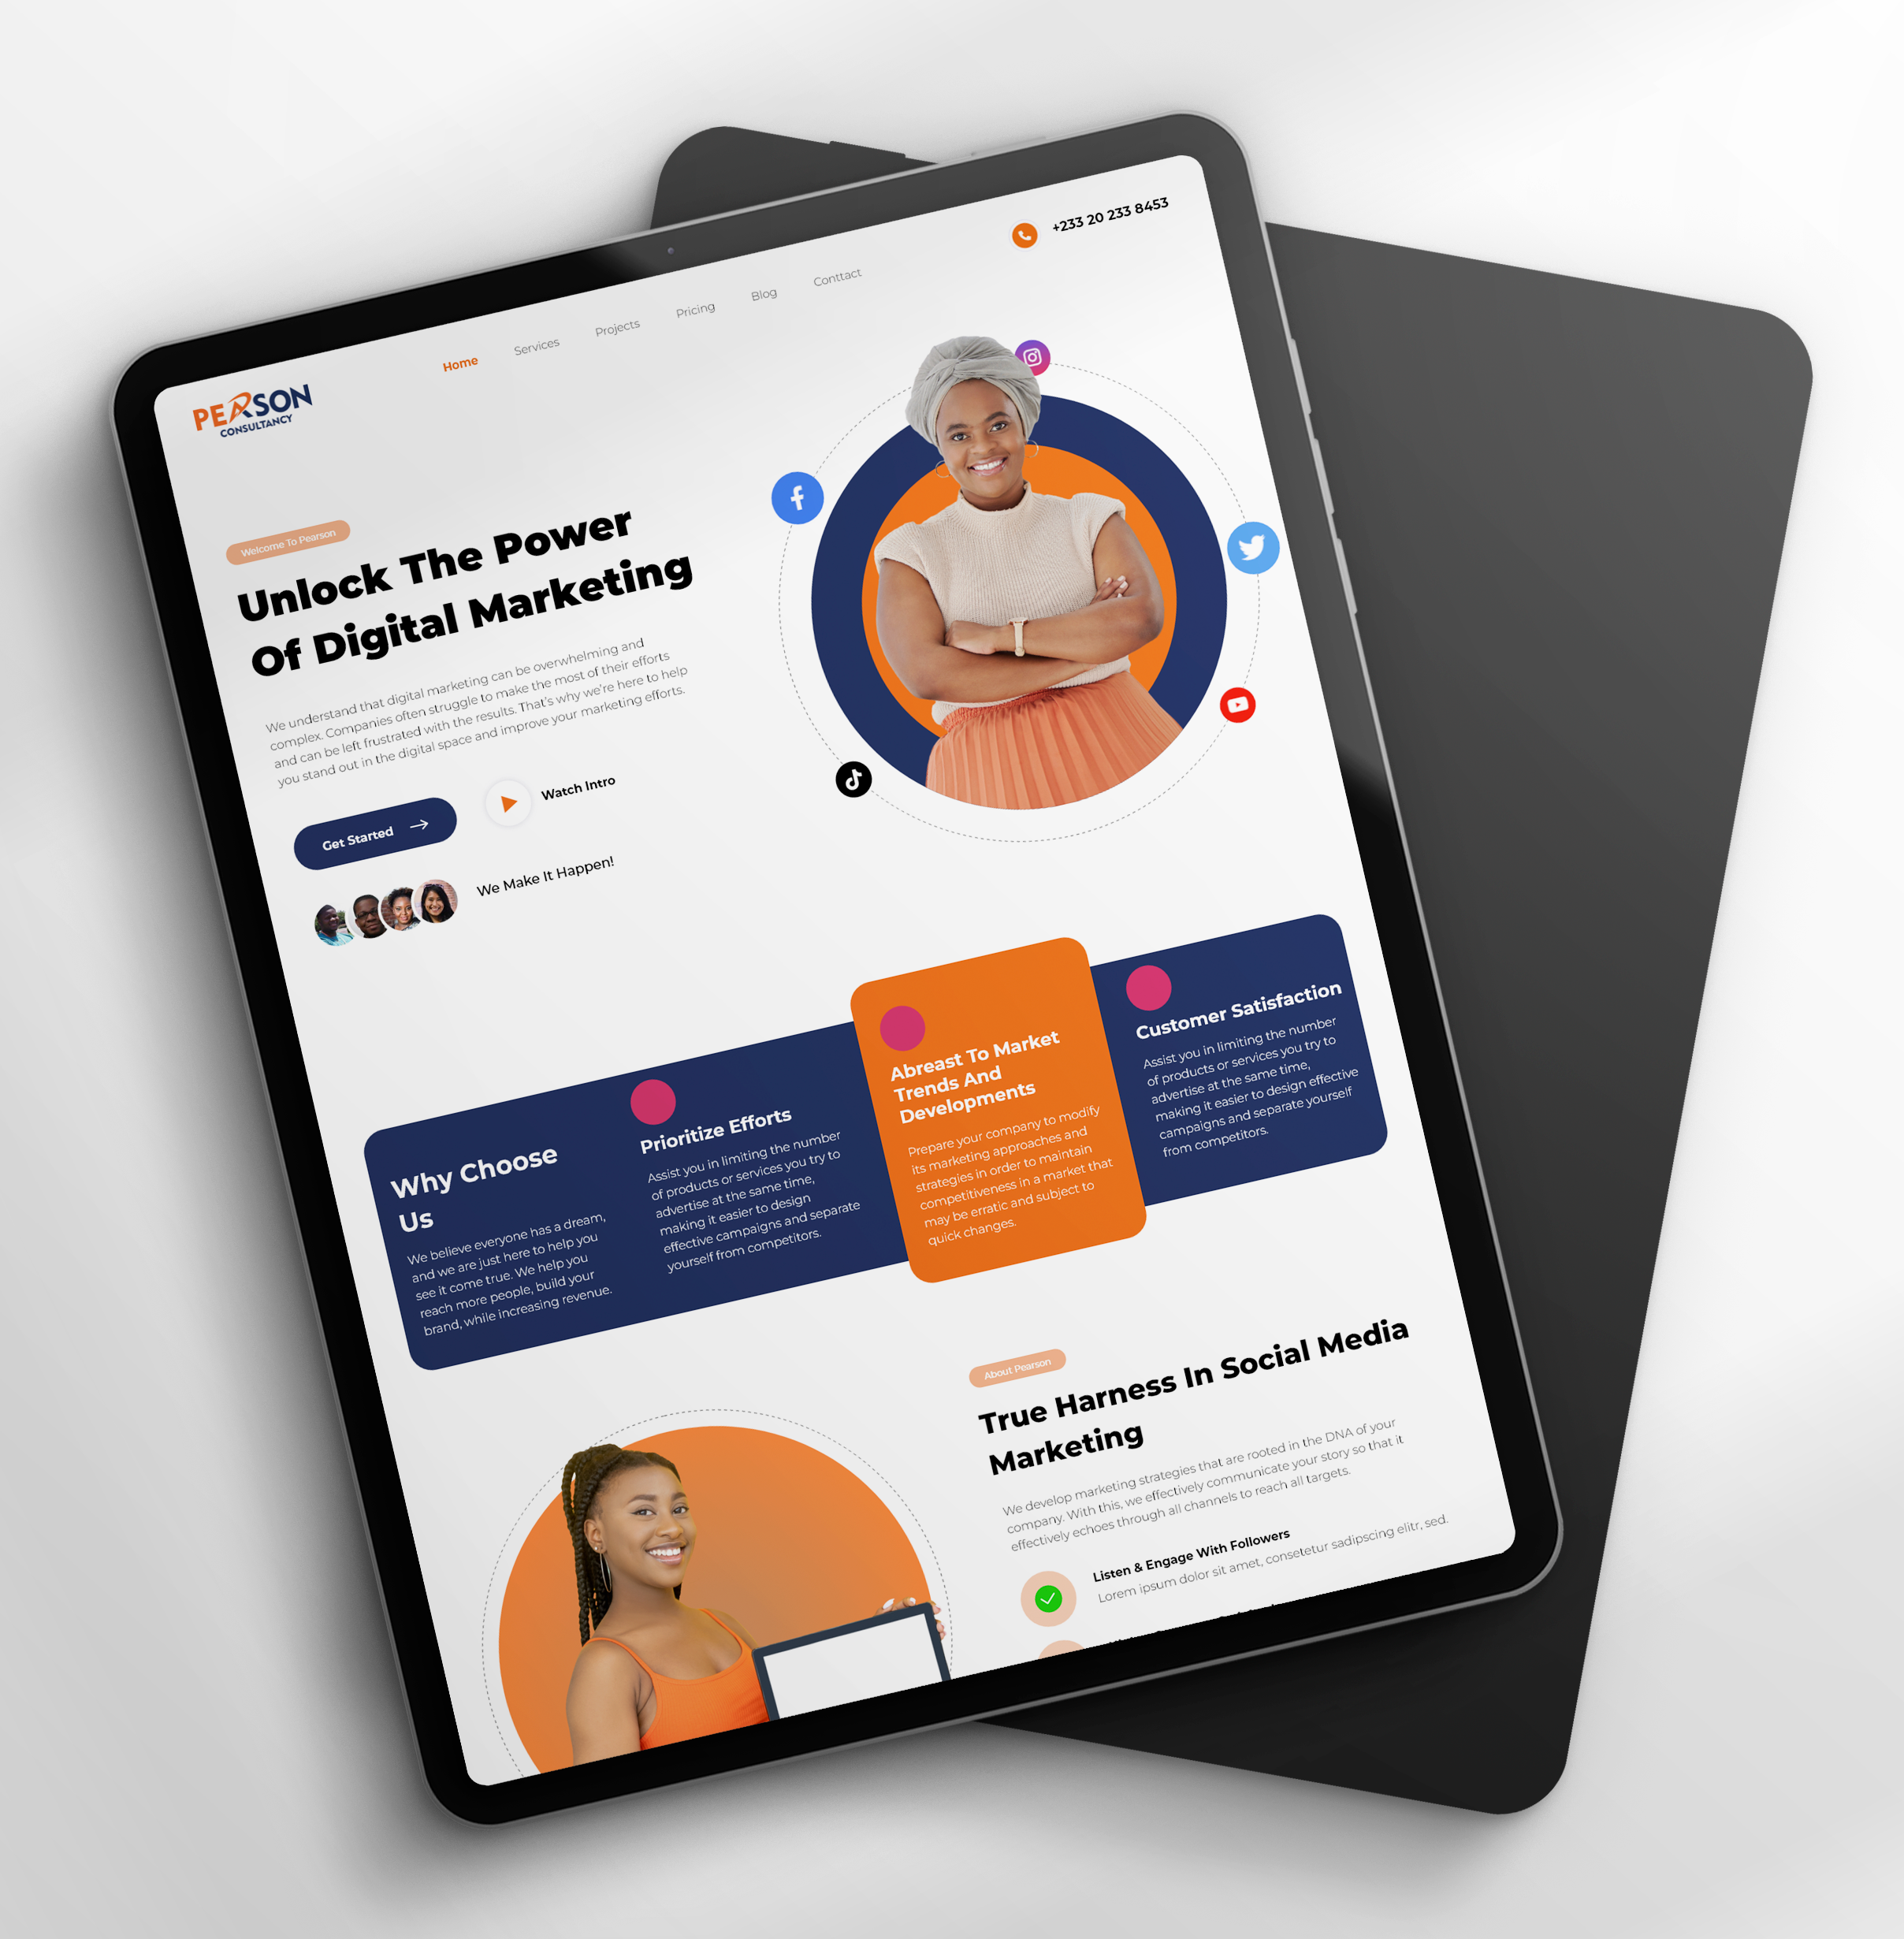 +233 20 233 8453
Home
Services
Projects
Pricing
Blog
Conttact
PEARSON
CONSULTANCY
Welcome To Pearson
Unlock The Power
Of Digital Marketing
We understand that digital marketing can be overwhelming and
complex. Companies often struggle to make the most of their efforts
and can be left frustrated with the results. That's why we're here to help
you stand out in the digital space and improve your marketing efforts.
Get Started
Watch Intro
We Make It Happen!
Why Choose
Us
We believe everyone has a dream,
and we are just here to help you
see it come true. We help you
reach more people, build your
brand, while increasing revenue.
Prioritize Efforts
Assist you in limiting the number
of products or services you try to
advertise at the same time,
making it easier to design
effective campaigns and separate
yourself from competitors.
Abreast To Market
Trends And
Developments
Prepare your company to modify
its marketing approaches and
strategies in order to maintain
competitiveness in a market that
may be erratic and subject to
quick changes.
Customer Satisfaction
Assist you in limiting the number
of products or services you try to
advertise at the same time,
making it easier to design effective
campaigns and separate yourself
from competitors.
About Pearson
True Harness In Social Media
Marketing
We develop marketing strategies that are rooted in the DNA of your
company. With this, we effectively communicate your story so that it
effectively echoes through all channels to reach all targets.
Listen & Engage With Followers
Lorem ipsum dolor sit amet, consetetur sadipscing elitr, sed.